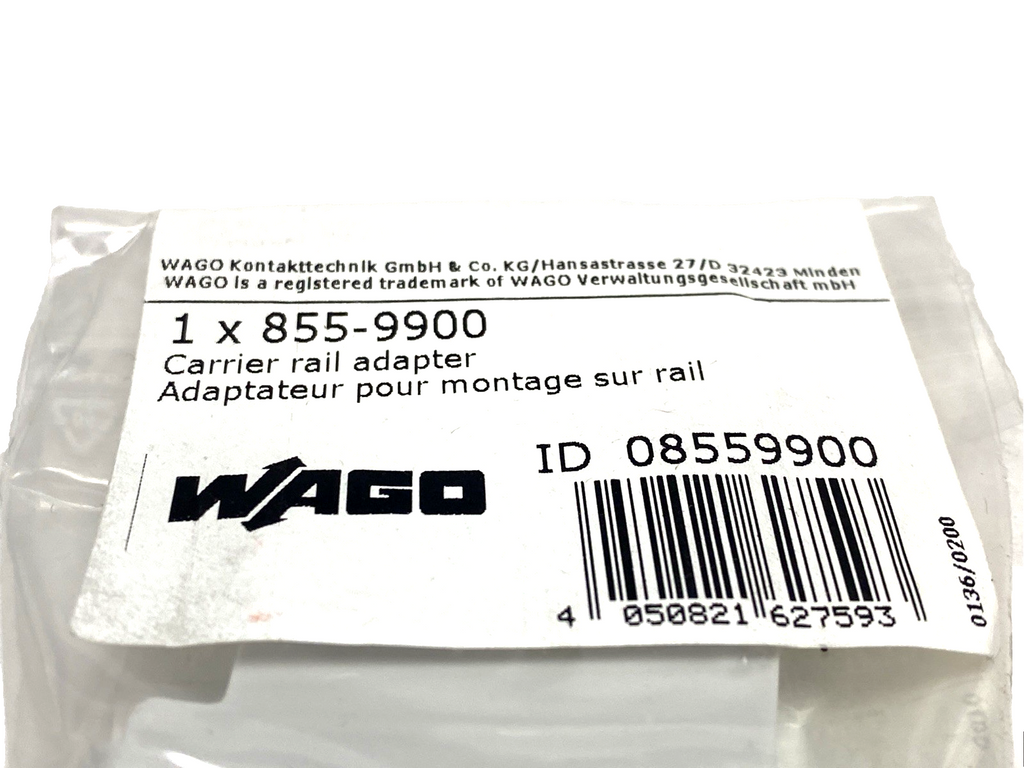 WAGO Kontakttechnik GmbH & Co. KG/Hansastrasse 27/D 32423 Minden
WAGO is a registered trademark of WAGO Verwaltungsgesellschaft mbH
1 x 855-9900
Carrier rail adapter
Adaptateur pour montage sur rail
WAGO
ID 08559900
4 050821 627593
0136/0200